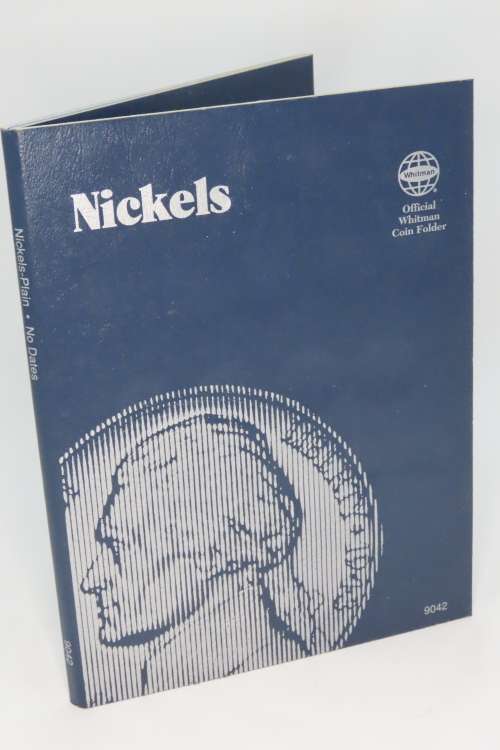 Nickels
Whitman
Official
Whitman
Coin Folder
Nickels-Plain • No Dates
9042
9042